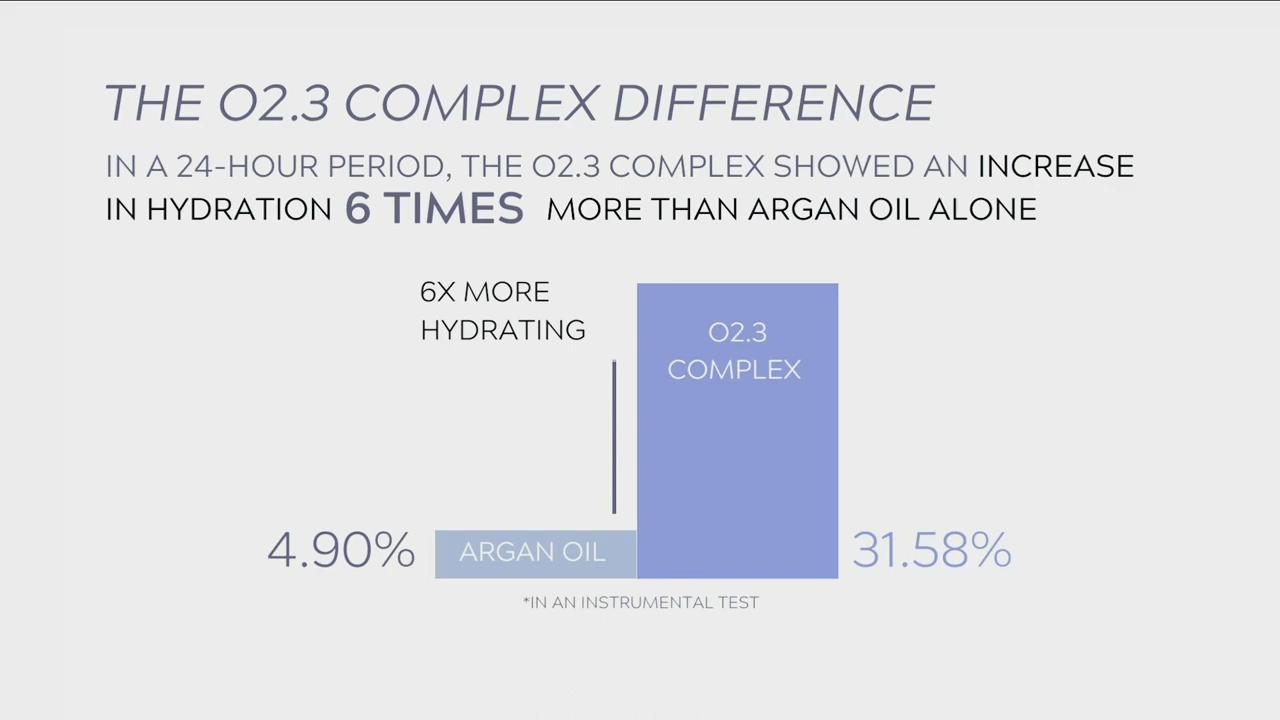 THE O2.3 COMPLEX DIFFERENCE
IN A 24-HOUR PERIOD, THE O2.3 COMPLEX SHOWED AN INCREASE
IN HYDRATION 6 TIMES MORE THAN ARGAN OIL ALONE
6X MORE
HYDRATING
O2.3
COMPLEX
4.90%
ARGAN OIL
31.58%
*IN AN INSTRUMENTAL TEST